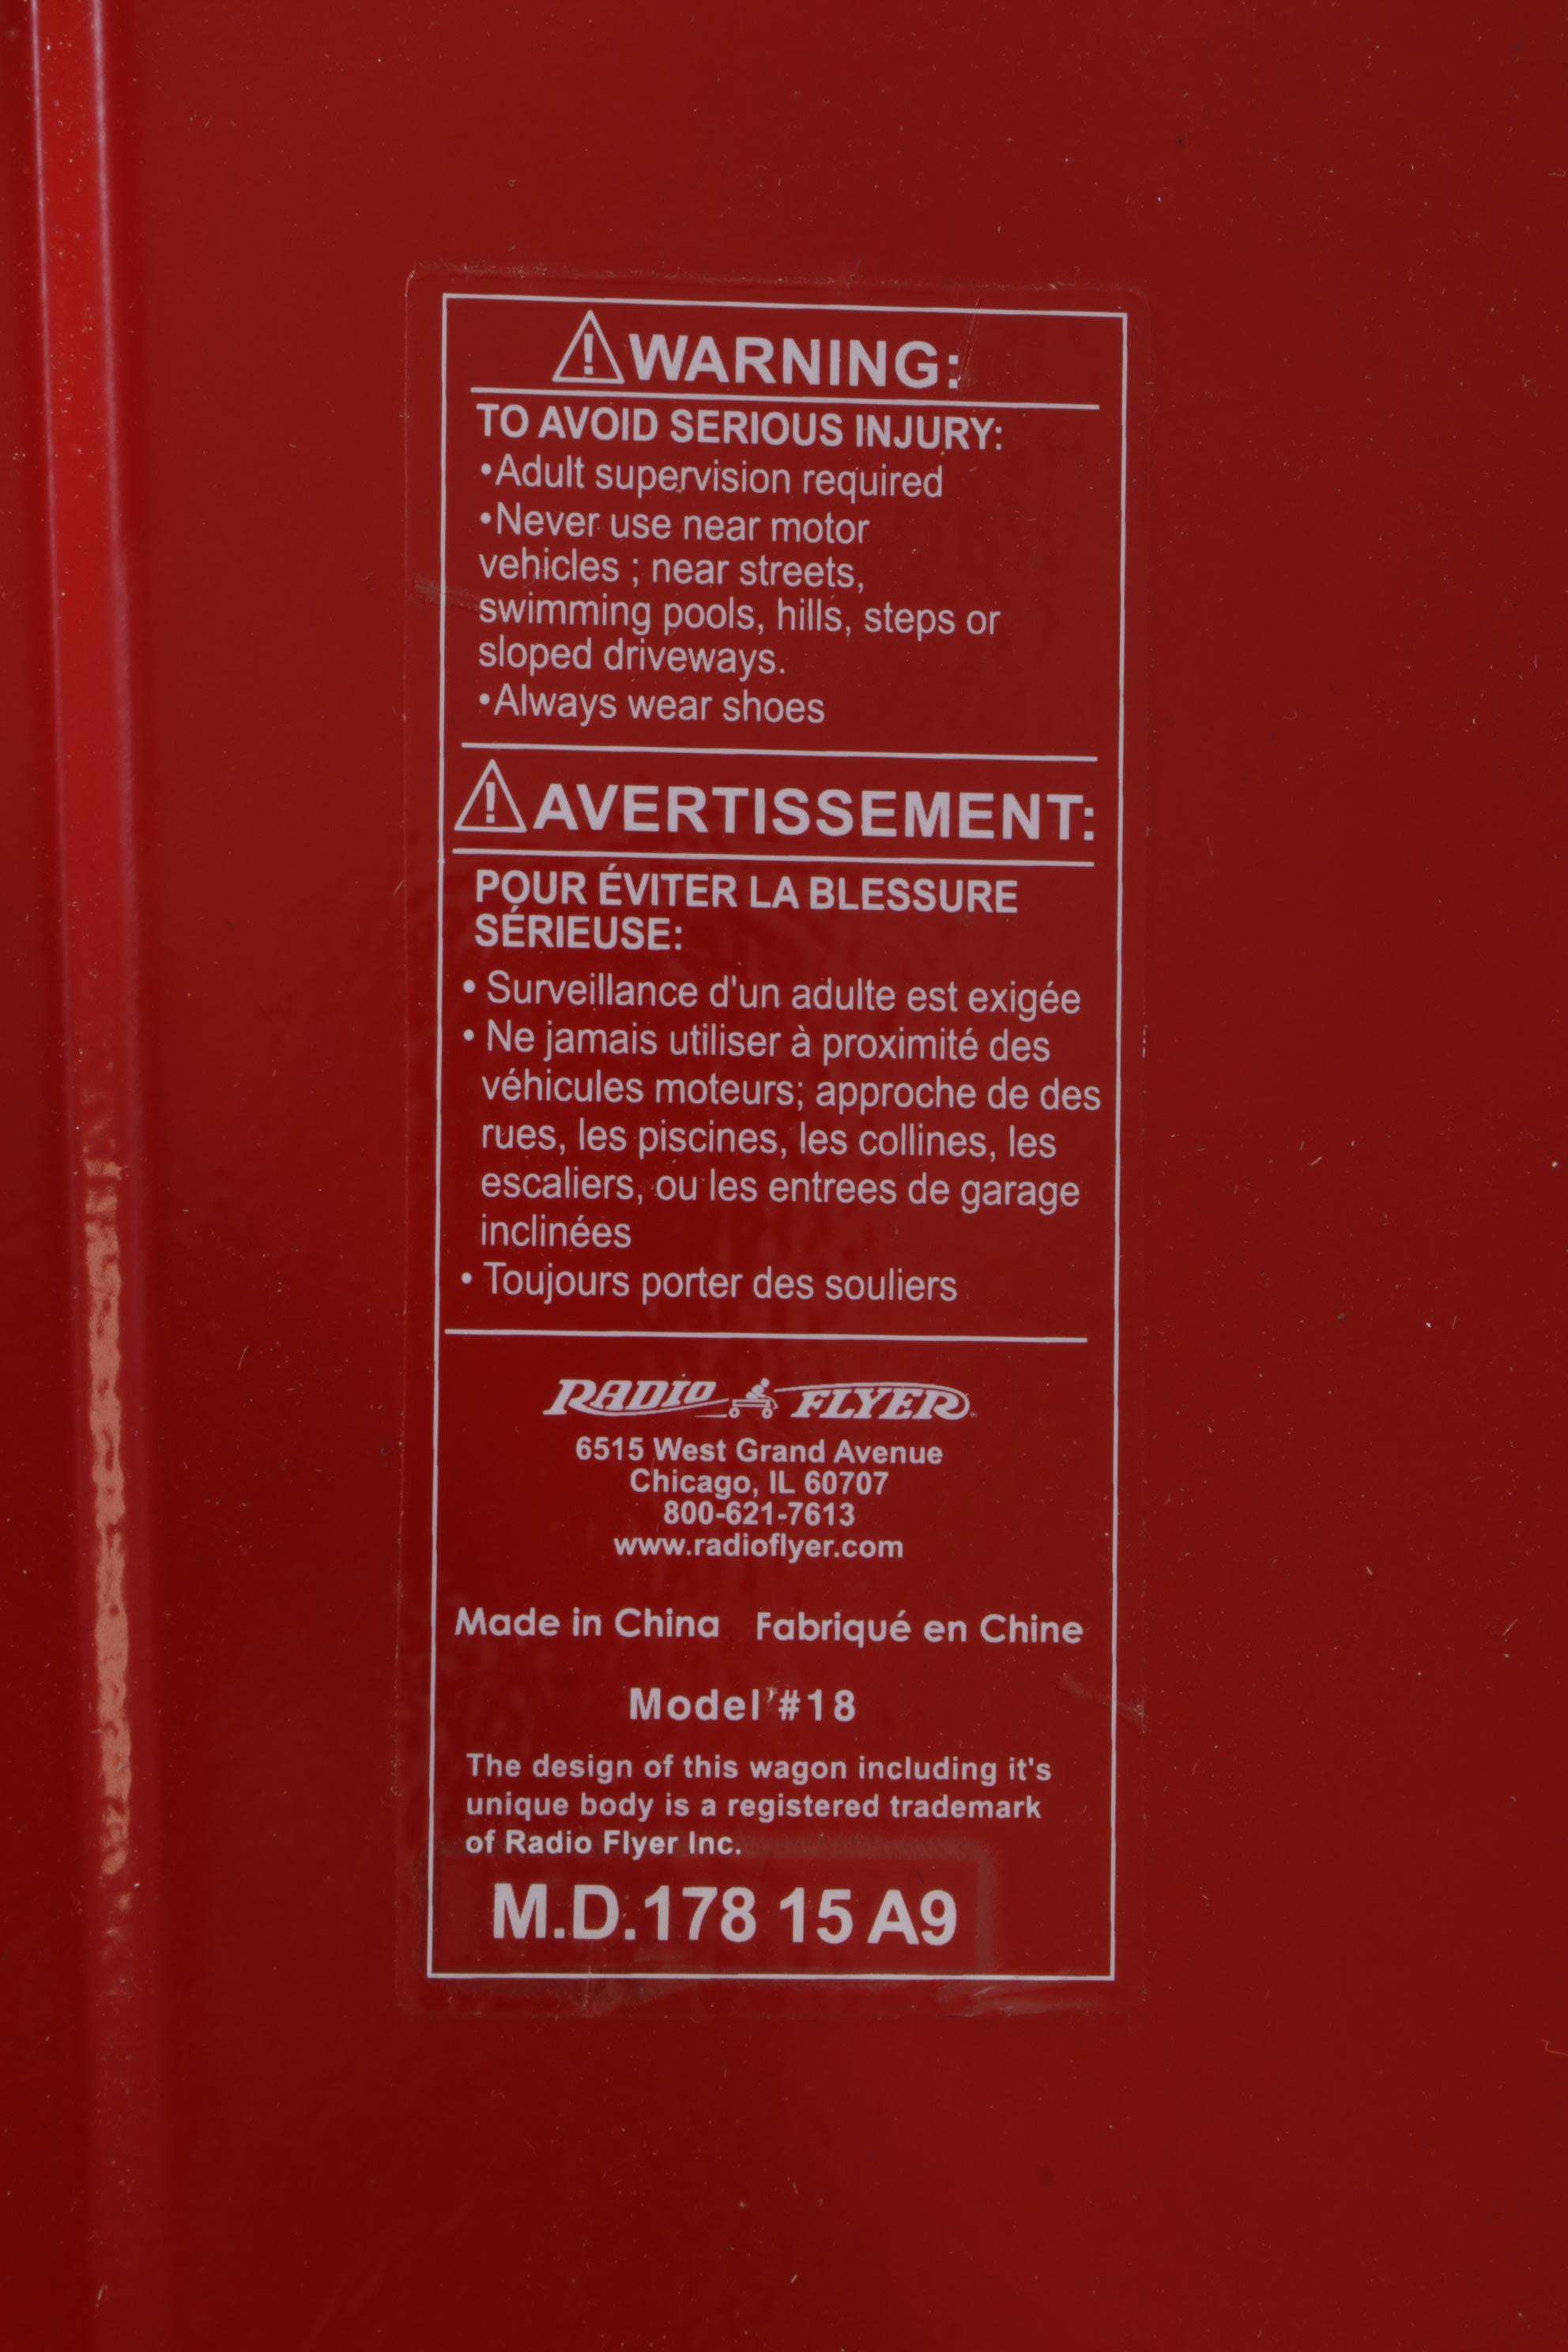 WARNING:
TO AVOID SERIOUS INJURY:
•Adult supervision required
•Never use near motor
vehicles ; near streets,
swimming pools, hills, steps or
sloped driveways.
•Always wear shoes
AVERTISSEMENT:
POUR ÉVITER LA BLESSURE
SÉRIEUSE:
• Surveillance d'un adulte est exigée
• Ne jamais utiliser à proximité des
véhicules moteurs; approche de des
rues, les piscines, les collines, les
escaliers, ou les entrees de garage
inclinées
• Toujours porter des souliers
RADIO FLYER
6515 West Grand Avenue
Chicago, IL 60707
800-621-7613
www.radioflyer.com
Made in China Fabriqué en Chine
Model #18
The design of this wagon including it's
unique body is a registered trademark
of Radio Flyer Inc.
M.D.178 15 A9